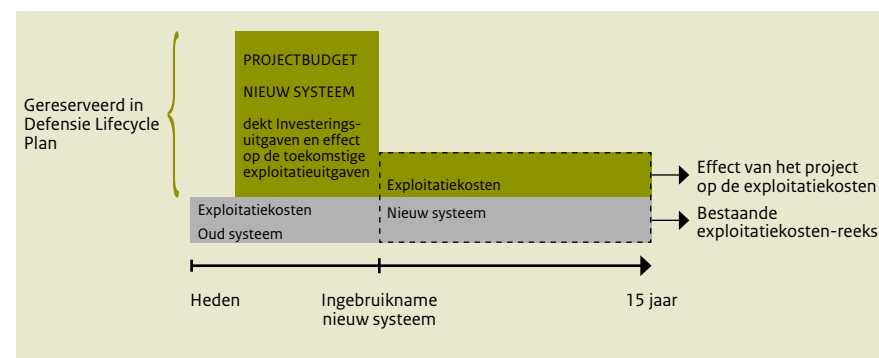 PROJECTBUDGET
NIEUW SYSTEEM
dekt Investerings-
uitgaven en effect
op de toekomstige
exploitatieuitgaven
Gereserveerd in
Defensie Lifecycle
Plan
Exploitatiekosten
Effect van het project
op de exploitatiekosten
Exploitatiekosten
Oud systeem
Nieuw systeem
Bestaande
exploitatiekosten-reeks
Heden
Ingebruikname
nieuw systeem
15 jaar